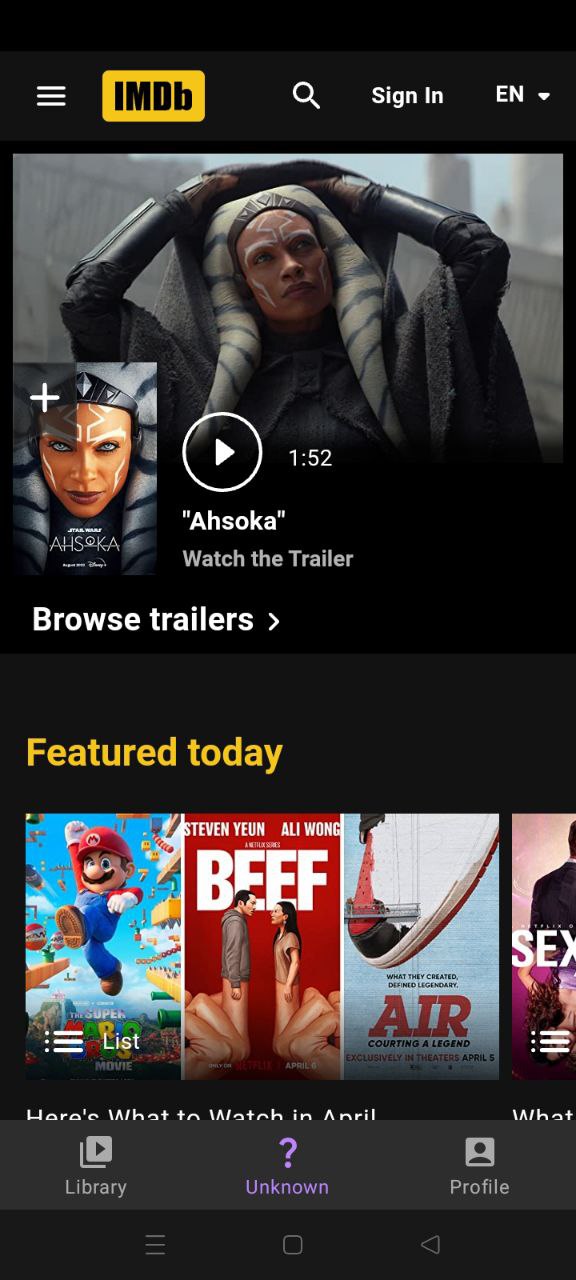 IMDb
Sign In
EN
1:52
STAR WARS
AHSOKA
August 2023 Disney+
"Ahsoka"
Watch the Trailer
Browse trailers
Featured today
STEVEN YEUN ALI WONG
A NETFLIX SERIES
BEEF
ONLY ON NETFLIX | APRIL 6
WHAT THEY CREATED,
DEFINED LEGENDARY.
AIR
COURTING A LEGEND
EXCLUSIVELY IN THEATERS APRIL 5
THE SUPER
MARIO
BROS
MOVIE
List
NETFLIX
SEX
Here's What to Watch in April
What
Library
?
Unknown
Profile